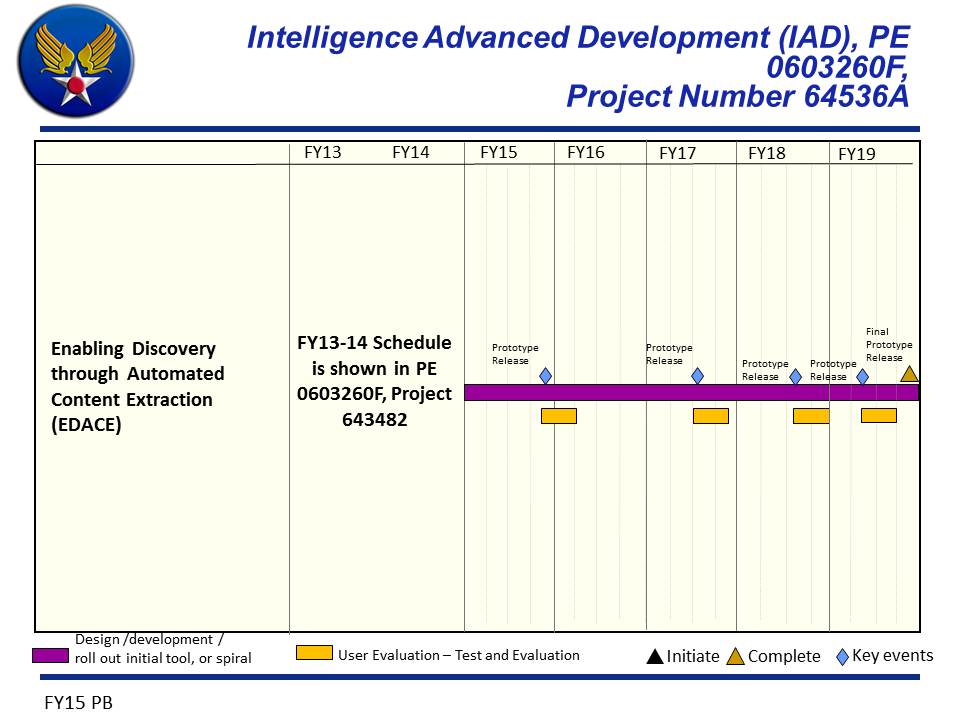 Intelligence Advanced Development (IAD), PE
0603260F,
Project Number 64536A
FY13 FY14 FY15 FY16 FY17 FY18 FY19
Enabling Discovery
through Automated
Content Extraction
(EDACE)
FY13-14 Schedule
is shown in PE
0603260F, Project
643482
Prototype
Release
Prototype
Release
Prototype
Release
Prototype
Release
Final
Prototype
Release
Design /development /
roll out initial tool, or spiral
User Evaluation – Test and Evaluation
Initiate
Complete
Key events
FY15 PB